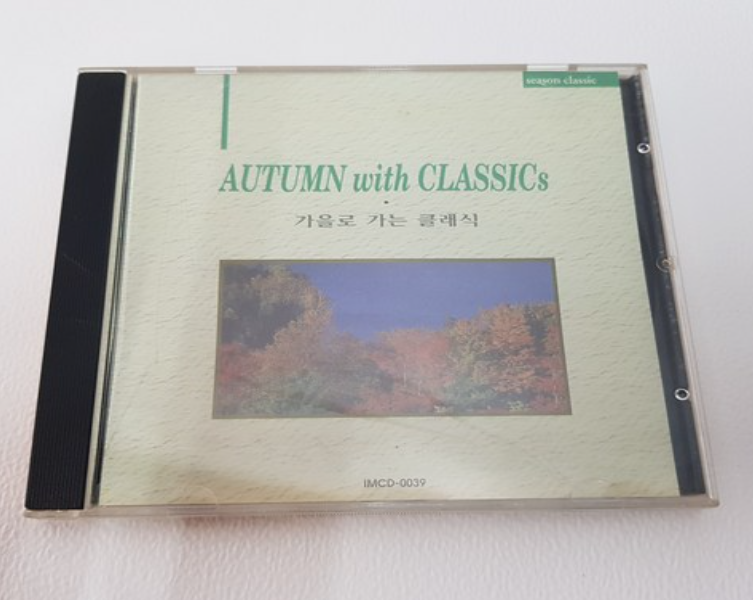 season classic
AUTUMN with CLASSICs
가을로 가는 클래식
IMCD-0039